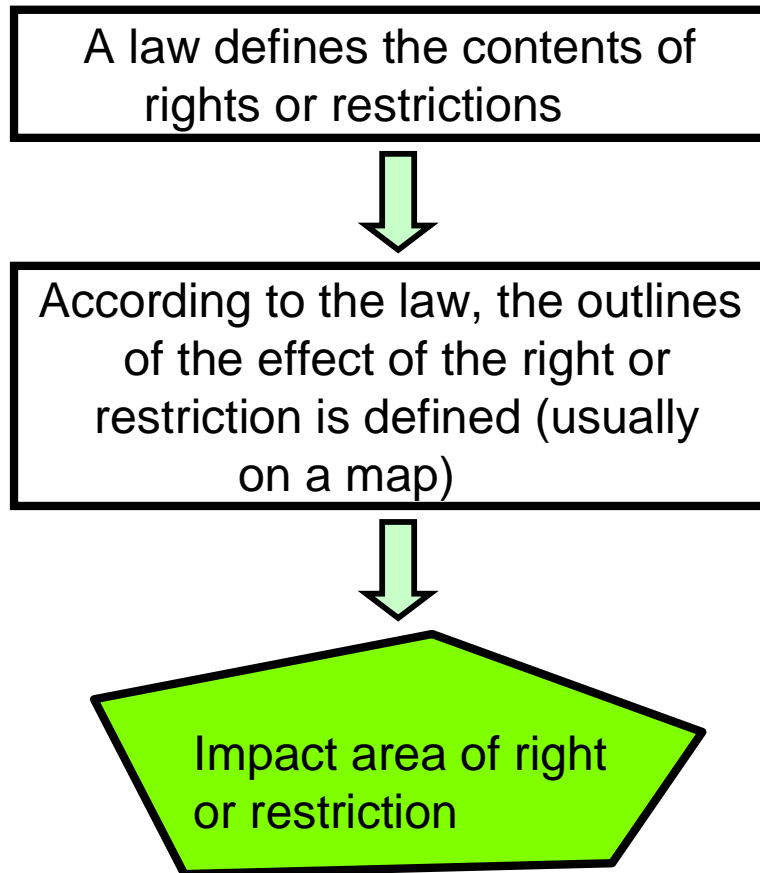 A law defines the contents of
rights or restrictions
According to the law, the outlines
of the effect of the right or
restriction is defined (usually
on a map)
Impact area of right
or restriction